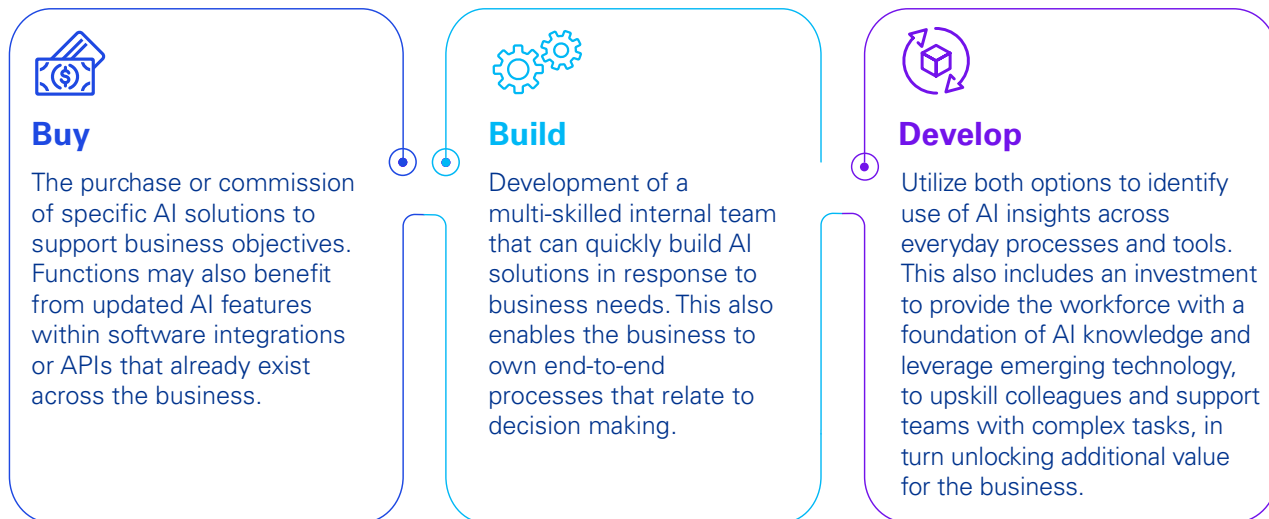 Buy
The purchase or commission
of specific AI solutions to
support business objectives.
Functions may also benefit
from updated AI features
within software integrations
or APIs that already exist
across the business.
Build
Development of a
multi-skilled internal team
that can quickly build AI
solutions in response to
business needs. This also
enables the business to
own end-to-end
processes that relate to
decision making.
Develop
Utilize both options to identify
use of AI insights across
everyday processes and tools.
This also includes an investment
to provide the workforce with a
foundation of AI knowledge and
leverage emerging technology,
to upskill colleagues and support
teams with complex tasks, in
turn unlocking additional value
for the business.